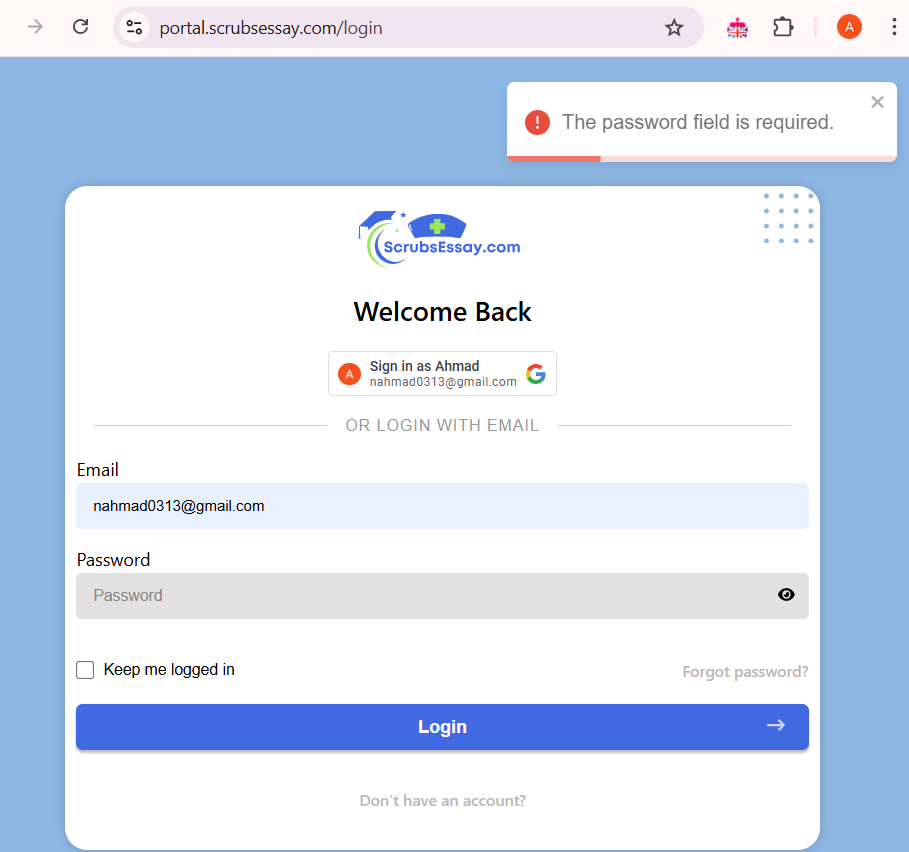 portal.scrubsessay.com/login
A
The password field is required.
ScrubsEssay.com
Welcome Back
A
Sign in as Ahmad
nahmad0313@gmail.com
OR LOGIN WITH EMAIL
Email
nahmad0313@gmail.com
Password
Password
Keep me logged in
Forgot password?
Login
Don't have an account?